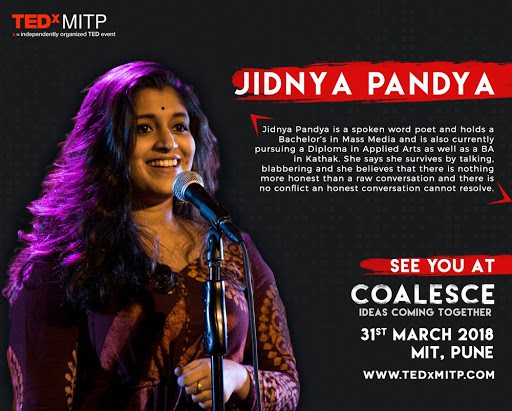 TEDxMITP
x = independently organized TED event
JIDNYA PANDYA
Jidnya Pandya is a spoken word poet and holds a
Bachelor's in Mass Media and is also currently
pursuing a Diploma in Applied Arts as well as a BA
in Kathak. She says she survives by talking,
blabbering and she believes that there is nothing
more honest than a raw conversation and there is
no conflict an honest conversation cannot resolve.
SEE YOU AT
COALESCE
IDEAS COMING TOGETHER
31ST MARCH 2018
MIT, PUNE
WWW.TEDxMITP.COM